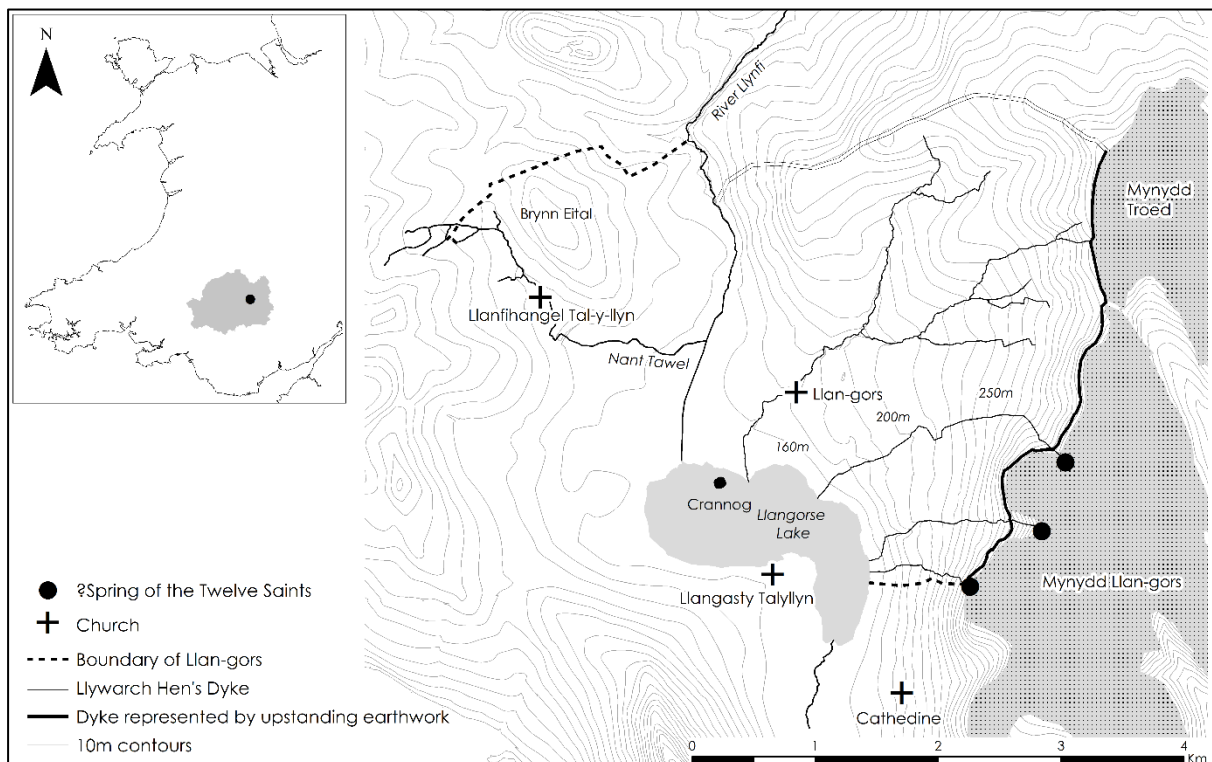 N
River Llynfi
Mynydd
Troed
Brynn Eital
Llanfihangel Tal-y-llyn
Nant Tawel
Llan-gors
250m
200m
160m
Crannog
Llangorse
Lake
Llangasty Talyllyn
Mynydd Llan-gors
Cathedine
?Spring of the Twelve Saints
Church
Boundary of Llan-gors
Llywarch Hen's Dyke
Dyke represented by upstanding earthwork
10m contours
0 1 2 3 4
Km